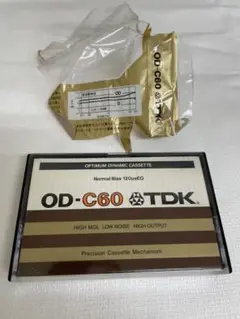 OD-C60 TDK
OD
OPTIMUM DYNAMIC CASSETTE
Normal Bias 120μsEQ
OD-C60 TDK
HIGH MOL LOW-NOISE HIGH OUTPUT
Precision Cassette Mechanism